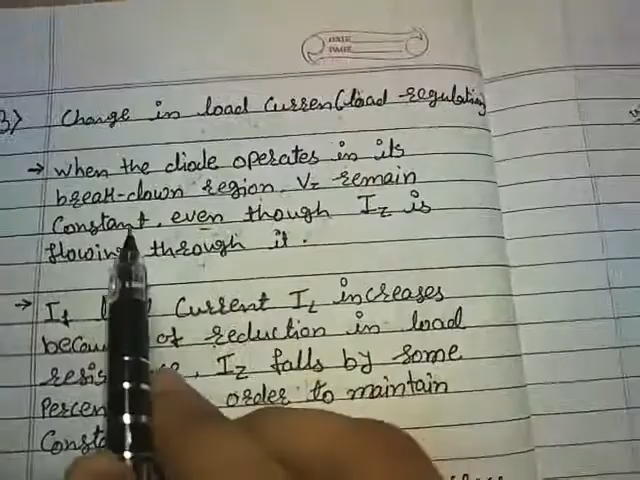 DATE
PAGE
3) Change in load Current (load regulating
→ When the diode operates in its
break-down region, Vz remain
Constant, even though Iz is
flowing through it.
→ If Current IL increases
of reduction in load
Iz falls by some
order to maintain